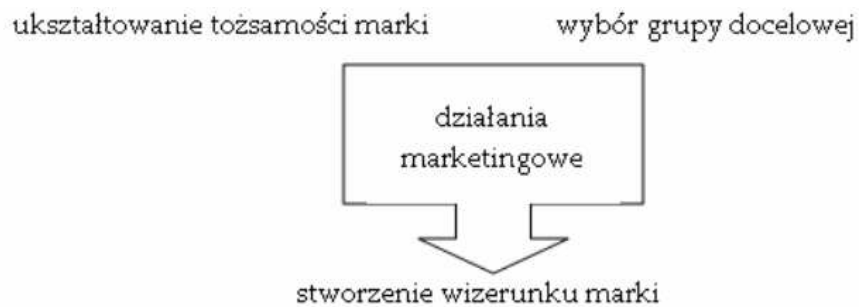 ukształtowanie tożsamości marki wybór grupy docelowej
działania
marketingowe
stworzenie wizerunku marki